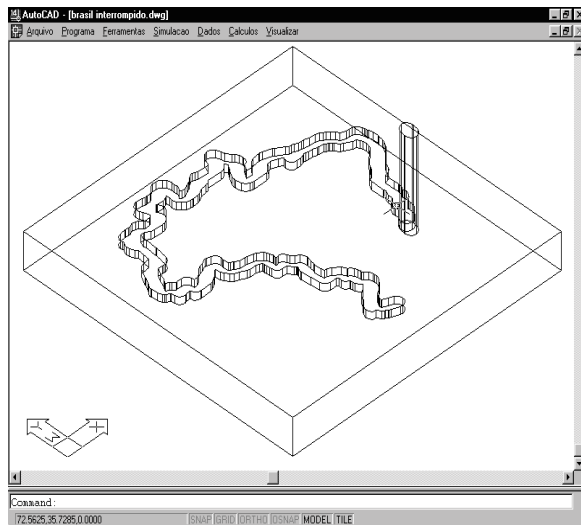 AutoCAD - [brasil interrompido.dwg]
Arquivo Programa Ferramentas Simulacao Dados Calculos Visualizar
Command:
72.5625,35.7285,0.0000 SNAP GRID ORTHO OSNAP MODEL TILE